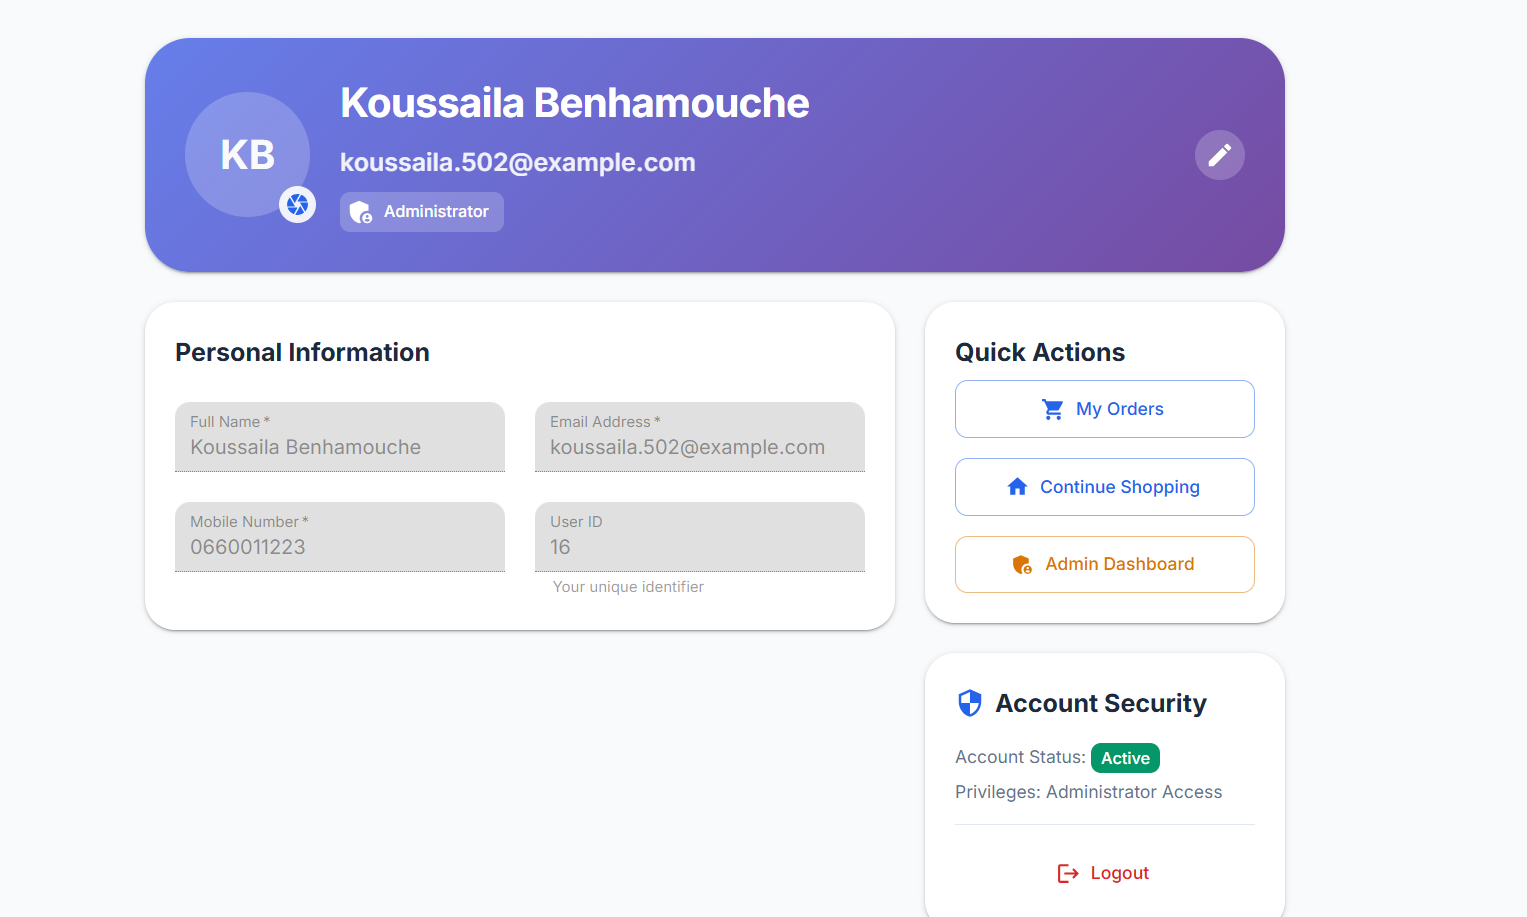 KB
Koussaila Benhamouche
koussaila.502@example.com
Administrator
Personal Information
Full Name *
Koussaila Benhamouche
Email Address *
koussaila.502@example.com
Mobile Number *
0660011223
User ID
16
Your unique identifier
Quick Actions
My Orders
Continue Shopping
Admin Dashboard
Account Security
Account Status: Active
Privileges: Administrator Access
Logout